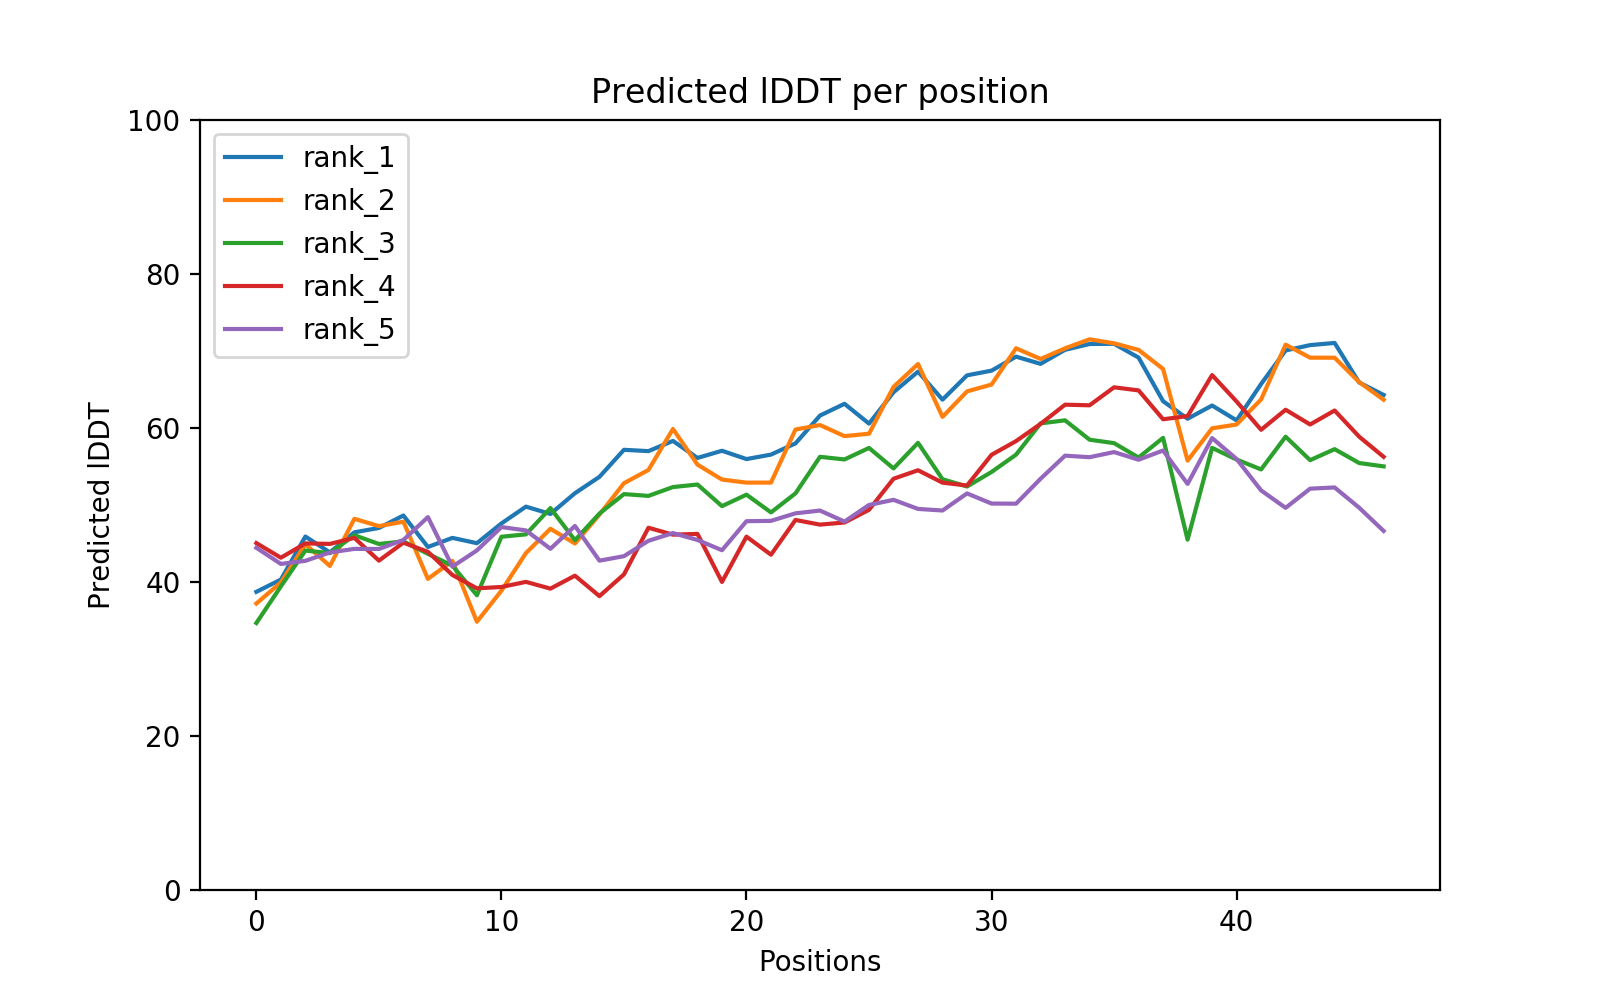 Predicted lDDT per position
100
80
60
40
20
0
Predicted lDDT
rank_1
rank_2
rank_3
rank_4
rank_5
0 10 20 30 40
Positions